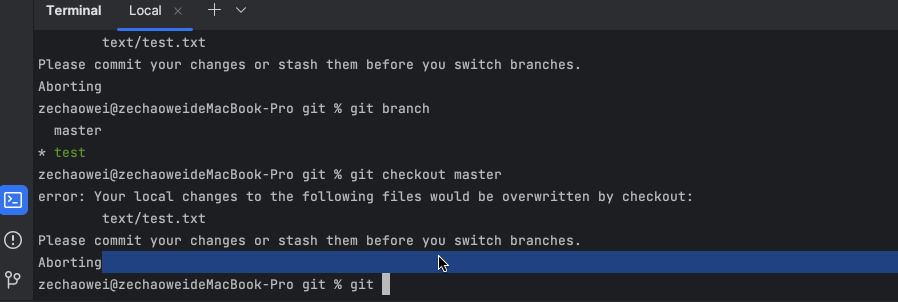 Terminal Local
text/test.txt
Please commit your changes or stash them before you switch branches.
Aborting
zechaowei@zechaoweideMacBook-Pro git % git branch
master
* test
zechaowei@zechaoweideMacBook-Pro git % git checkout master
error: Your local changes to the following files would be overwritten by checkout:
text/test.txt
Please commit your changes or stash them before you switch branches.
Aborting
zechaowei@zechaoweideMacBook-Pro git % git